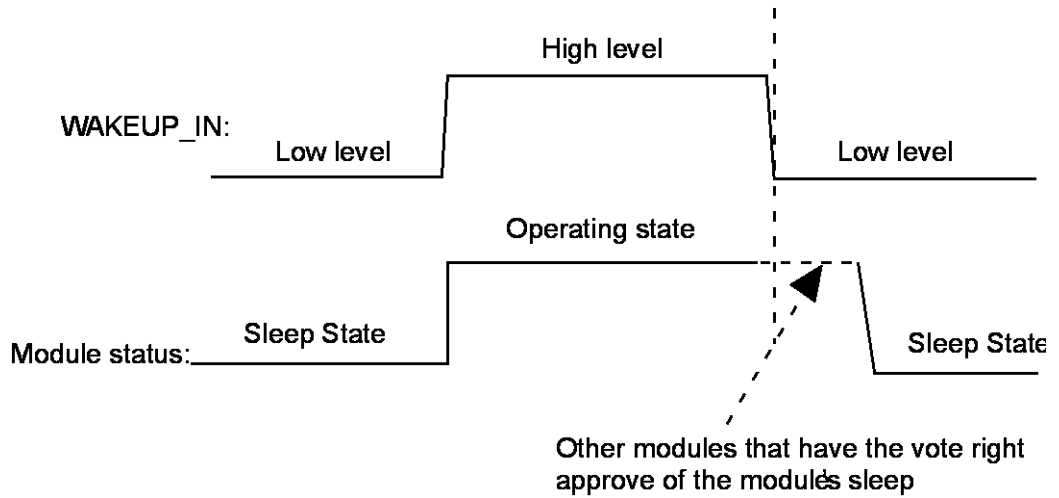 High level
WAKEUP_IN:
Low level
Low level
Operating state
Sleep State
Module status:
Sleep State
Other modules that have the vote right
approve of the module's sleep